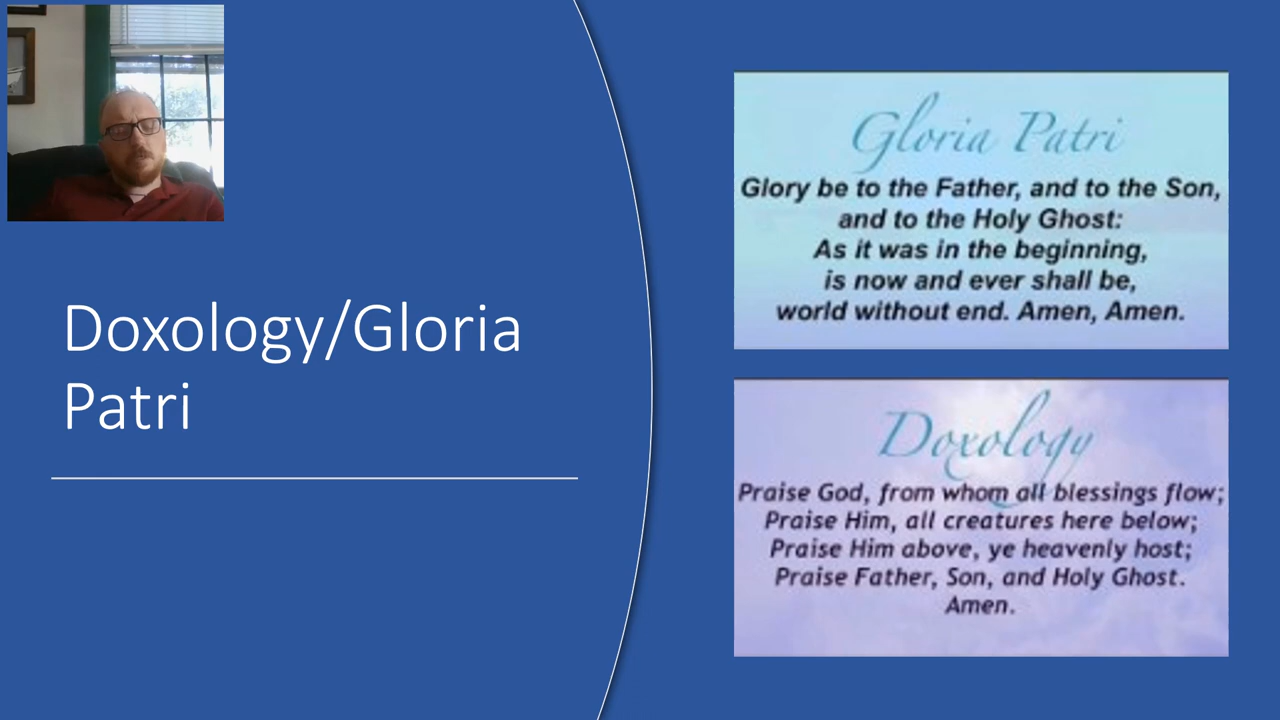 Doxology/Gloria
Patri
Gloria Patri
Glory be to the Father, and to the Son,
and to the Holy Ghost:
As it was in the beginning,
is now and ever shall be,
world without end. Amen, Amen.
Doxology
Praise God, from whom all blessings flow;
Praise Him, all creatures here below;
Praise Him above, ye heavenly host;
Praise Father, Son, and Holy Ghost.
Amen.